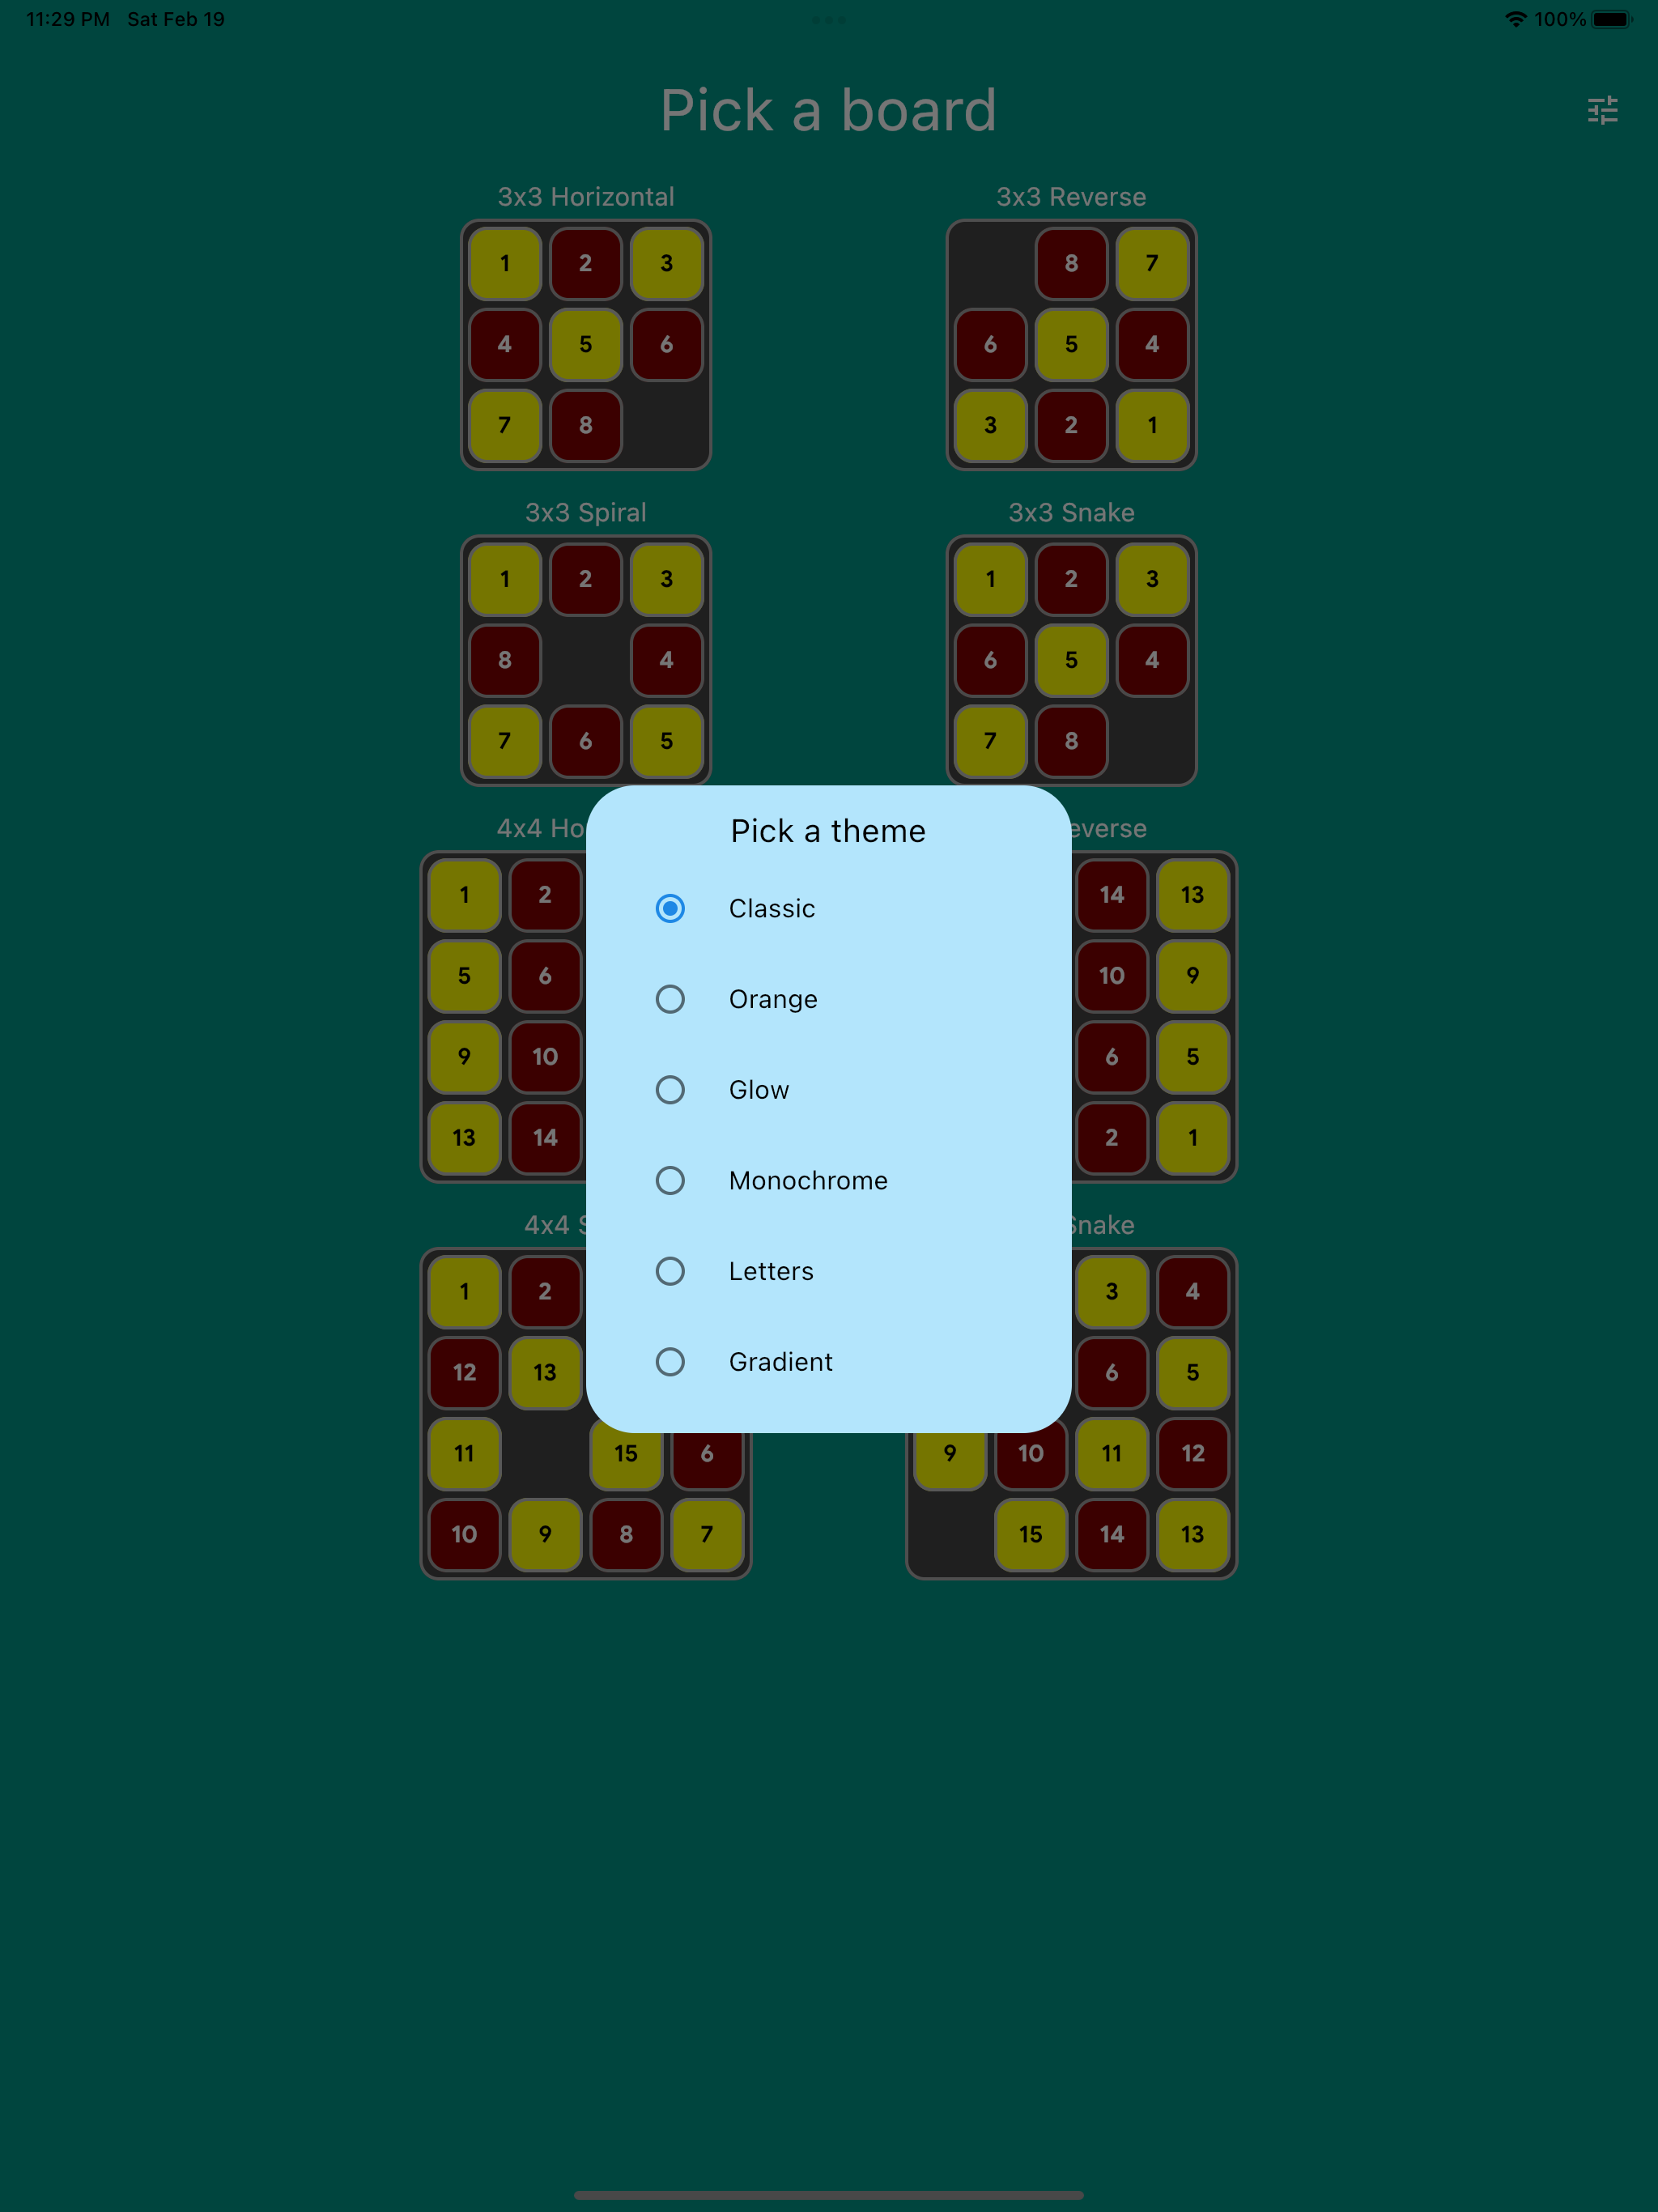 11:29 PM Sat Feb 19 100%
Pick a board
3x3 Horizontal
1 2 3
4 5 6
7 8
3x3 Reverse
8 7
6 5 4
3 2 1
3x3 Spiral
1 2 3
8 4
7 6 5
3x3 Snake
1 2 3
6 5 4
7 8
4x4 Ho
1 2
5 6
9 10
13 14
everse
14 13
10 9
6 5
2 1
Pick a theme
Classic
Orange
Glow
Monochrome
Letters
Gradient
4x4 S
1 2
12 13
11 15 6
10 9 8 7
Snake
3 4
6 5
9 10 11 12
15 14 13